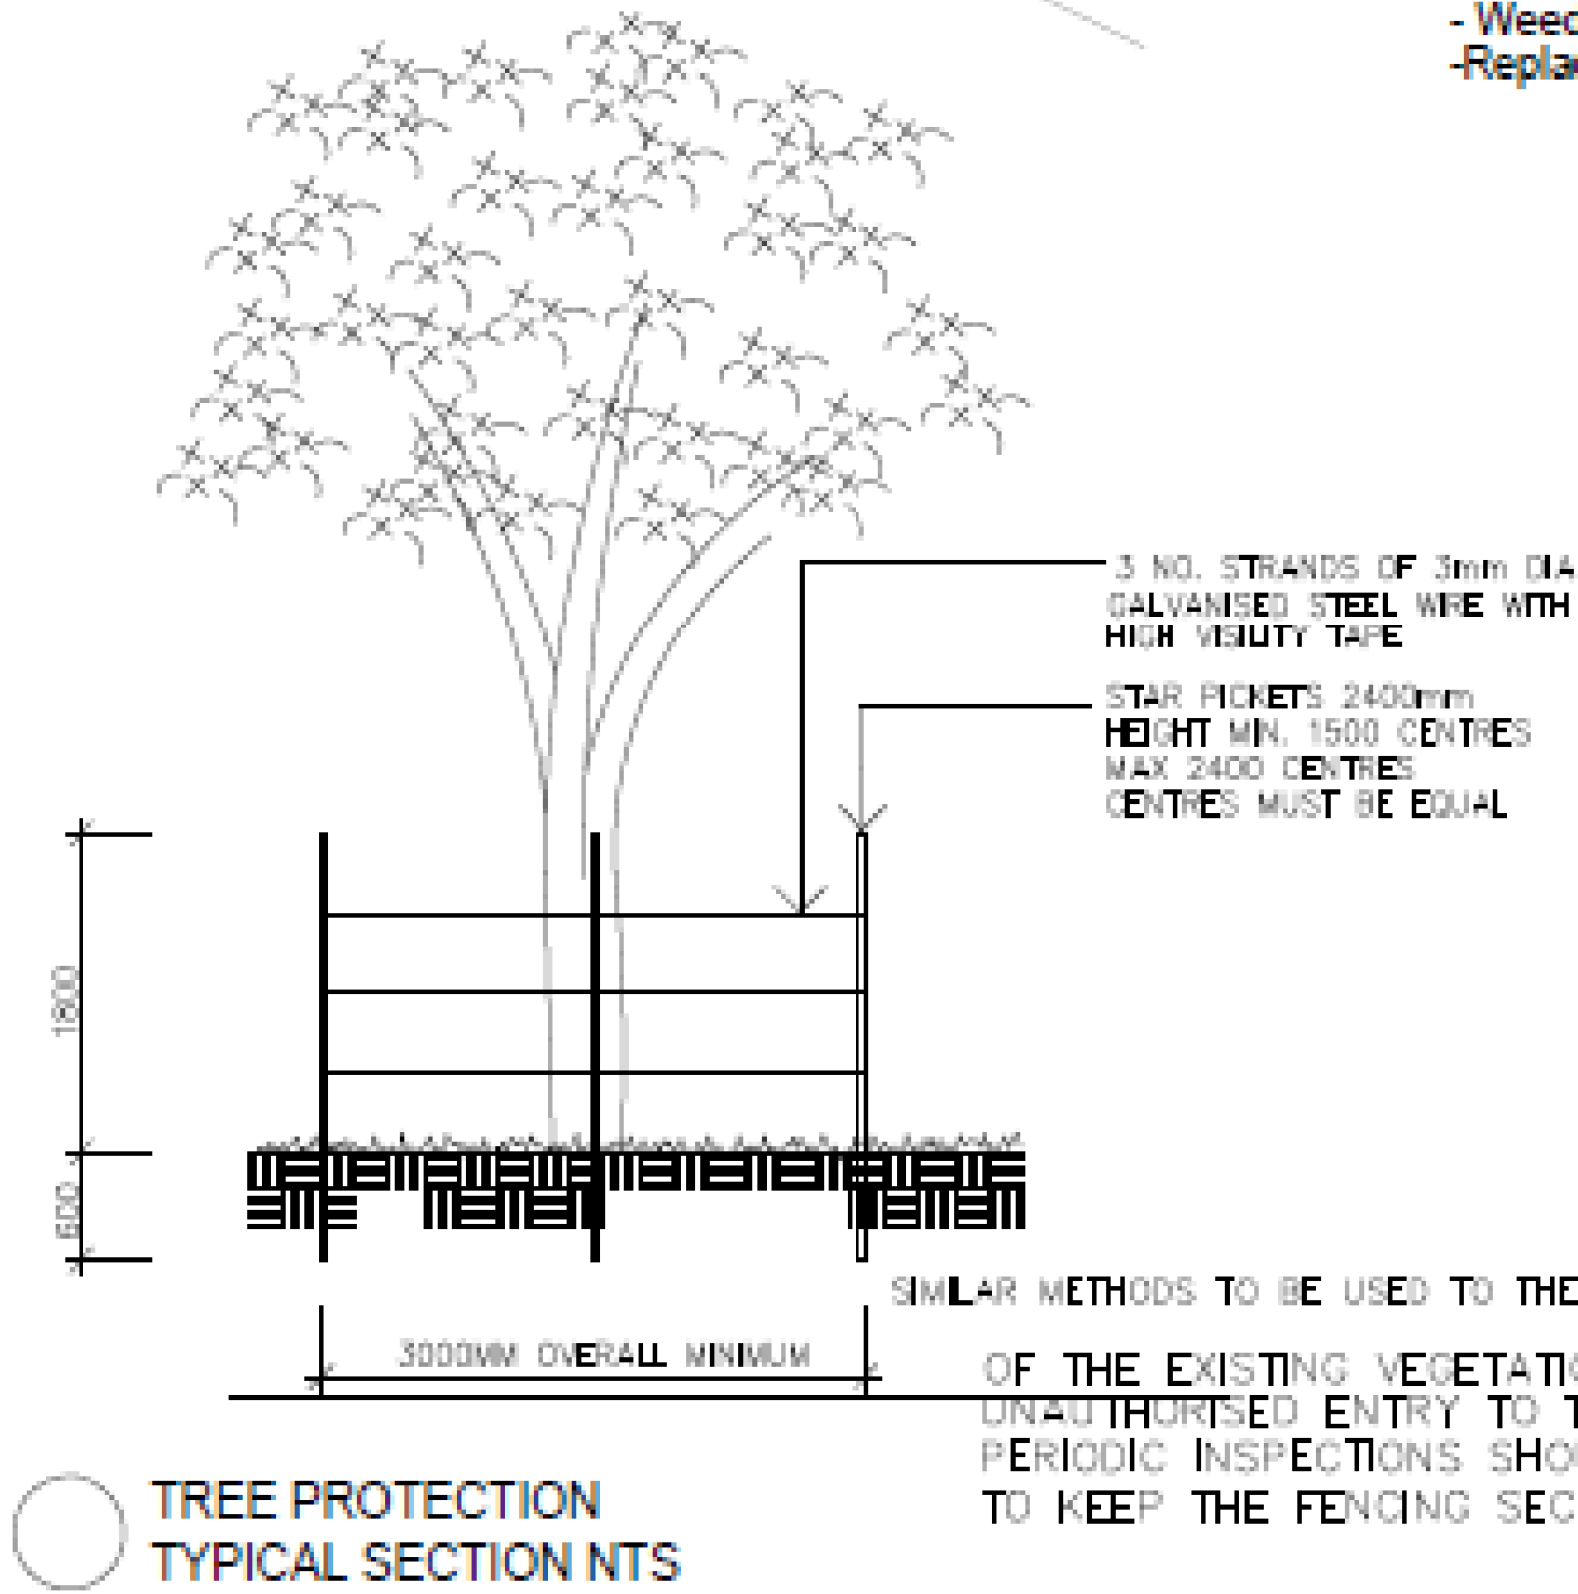 - Weed
-Repla
3 NO. STRANDS OF 3mm DIA
GALVANISED STEEL WIRE WITH
HIGH VISILITY TAPE
STAR PICKETS 2400mm
HEIGHT MIN. 1500 CENTRES
MAX 2400 CENTRES
CENTRES MUST BE EQUAL
1800
600
SIMILAR METHODS TO BE USED TO THE
3000MM OVERALL MINIMUM
OF THE EXISTING VEGETATIO
UNAUTHORISED ENTRY TO T
PERIODIC INSPECTIONS SHO
TO KEEP THE FENCING SEC
TREE PROTECTION
TYPICAL SECTION NTS